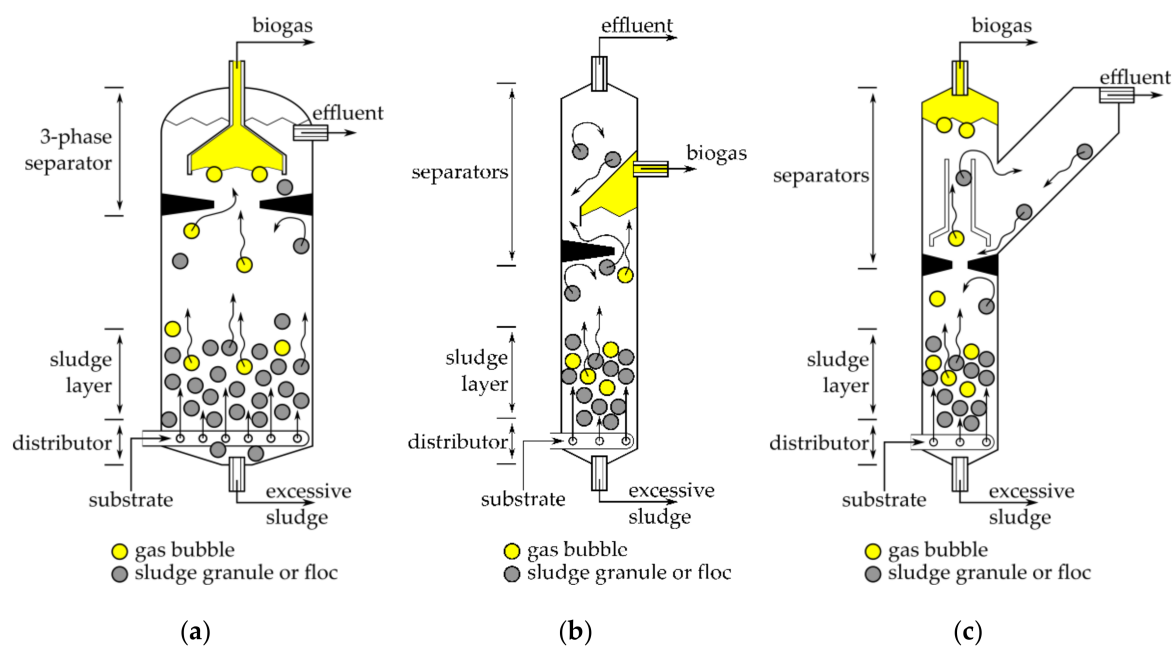 biogas
effluent
3-phase
separator
sludge
layer
distributor
substrate
excessive
sludge
gas bubble
sludge granule or floc
(a)
effluent
separators
biogas
sludge
layer
distributor
substrate
excessive
sludge
gas bubble
sludge granule or floc
(b)
biogas
effluent
separators
sludge
layer
distributor
substrate
excessive
sludge
gas bubble
sludge granule or floc
(c)